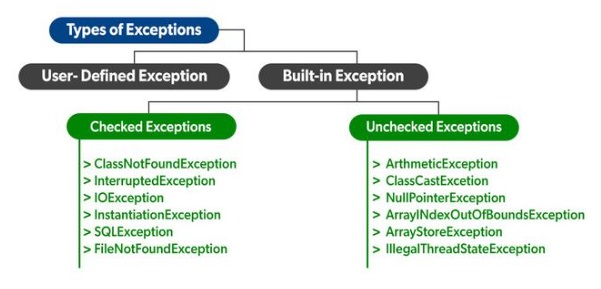 Types of Exceptions
User- Defined Exception
Built-in Exception
Checked Exceptions
> ClassNotFoundException
> InterruptedException
> IOException
> InstantiationException
> SQLException
> FileNotFoundException
Unchecked Exceptions
> ArthmeticException
> ClassCastExcetion
> NullPointerException
> ArrayINdexOutOfBoundsException
> ArrayStoreException
> IllegalThreadStateException